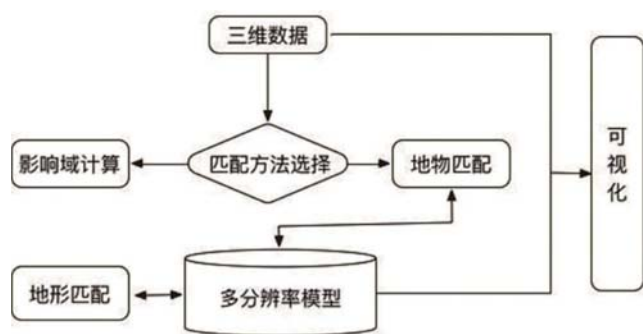 三维数据
影响域计算
匹配方法选择
地物匹配
可视化
地形匹配
多分辨率模型